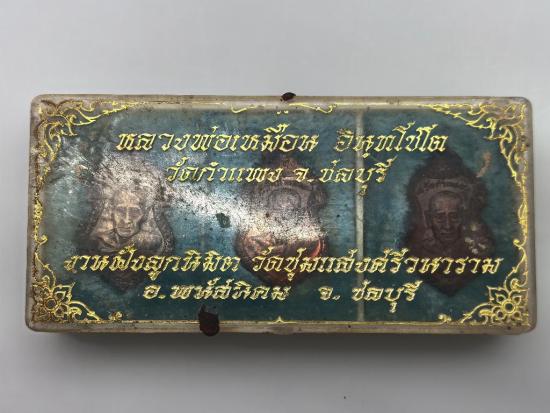 หลวงพ่อเหมือน อินฺทโชโต
วัดกำแพง จ.ชลบุรี
งานฝังลูกนิมิต วัดชุมแสงศรีวนาราม
อ.พนัสนิคม จ.ชลบุรี